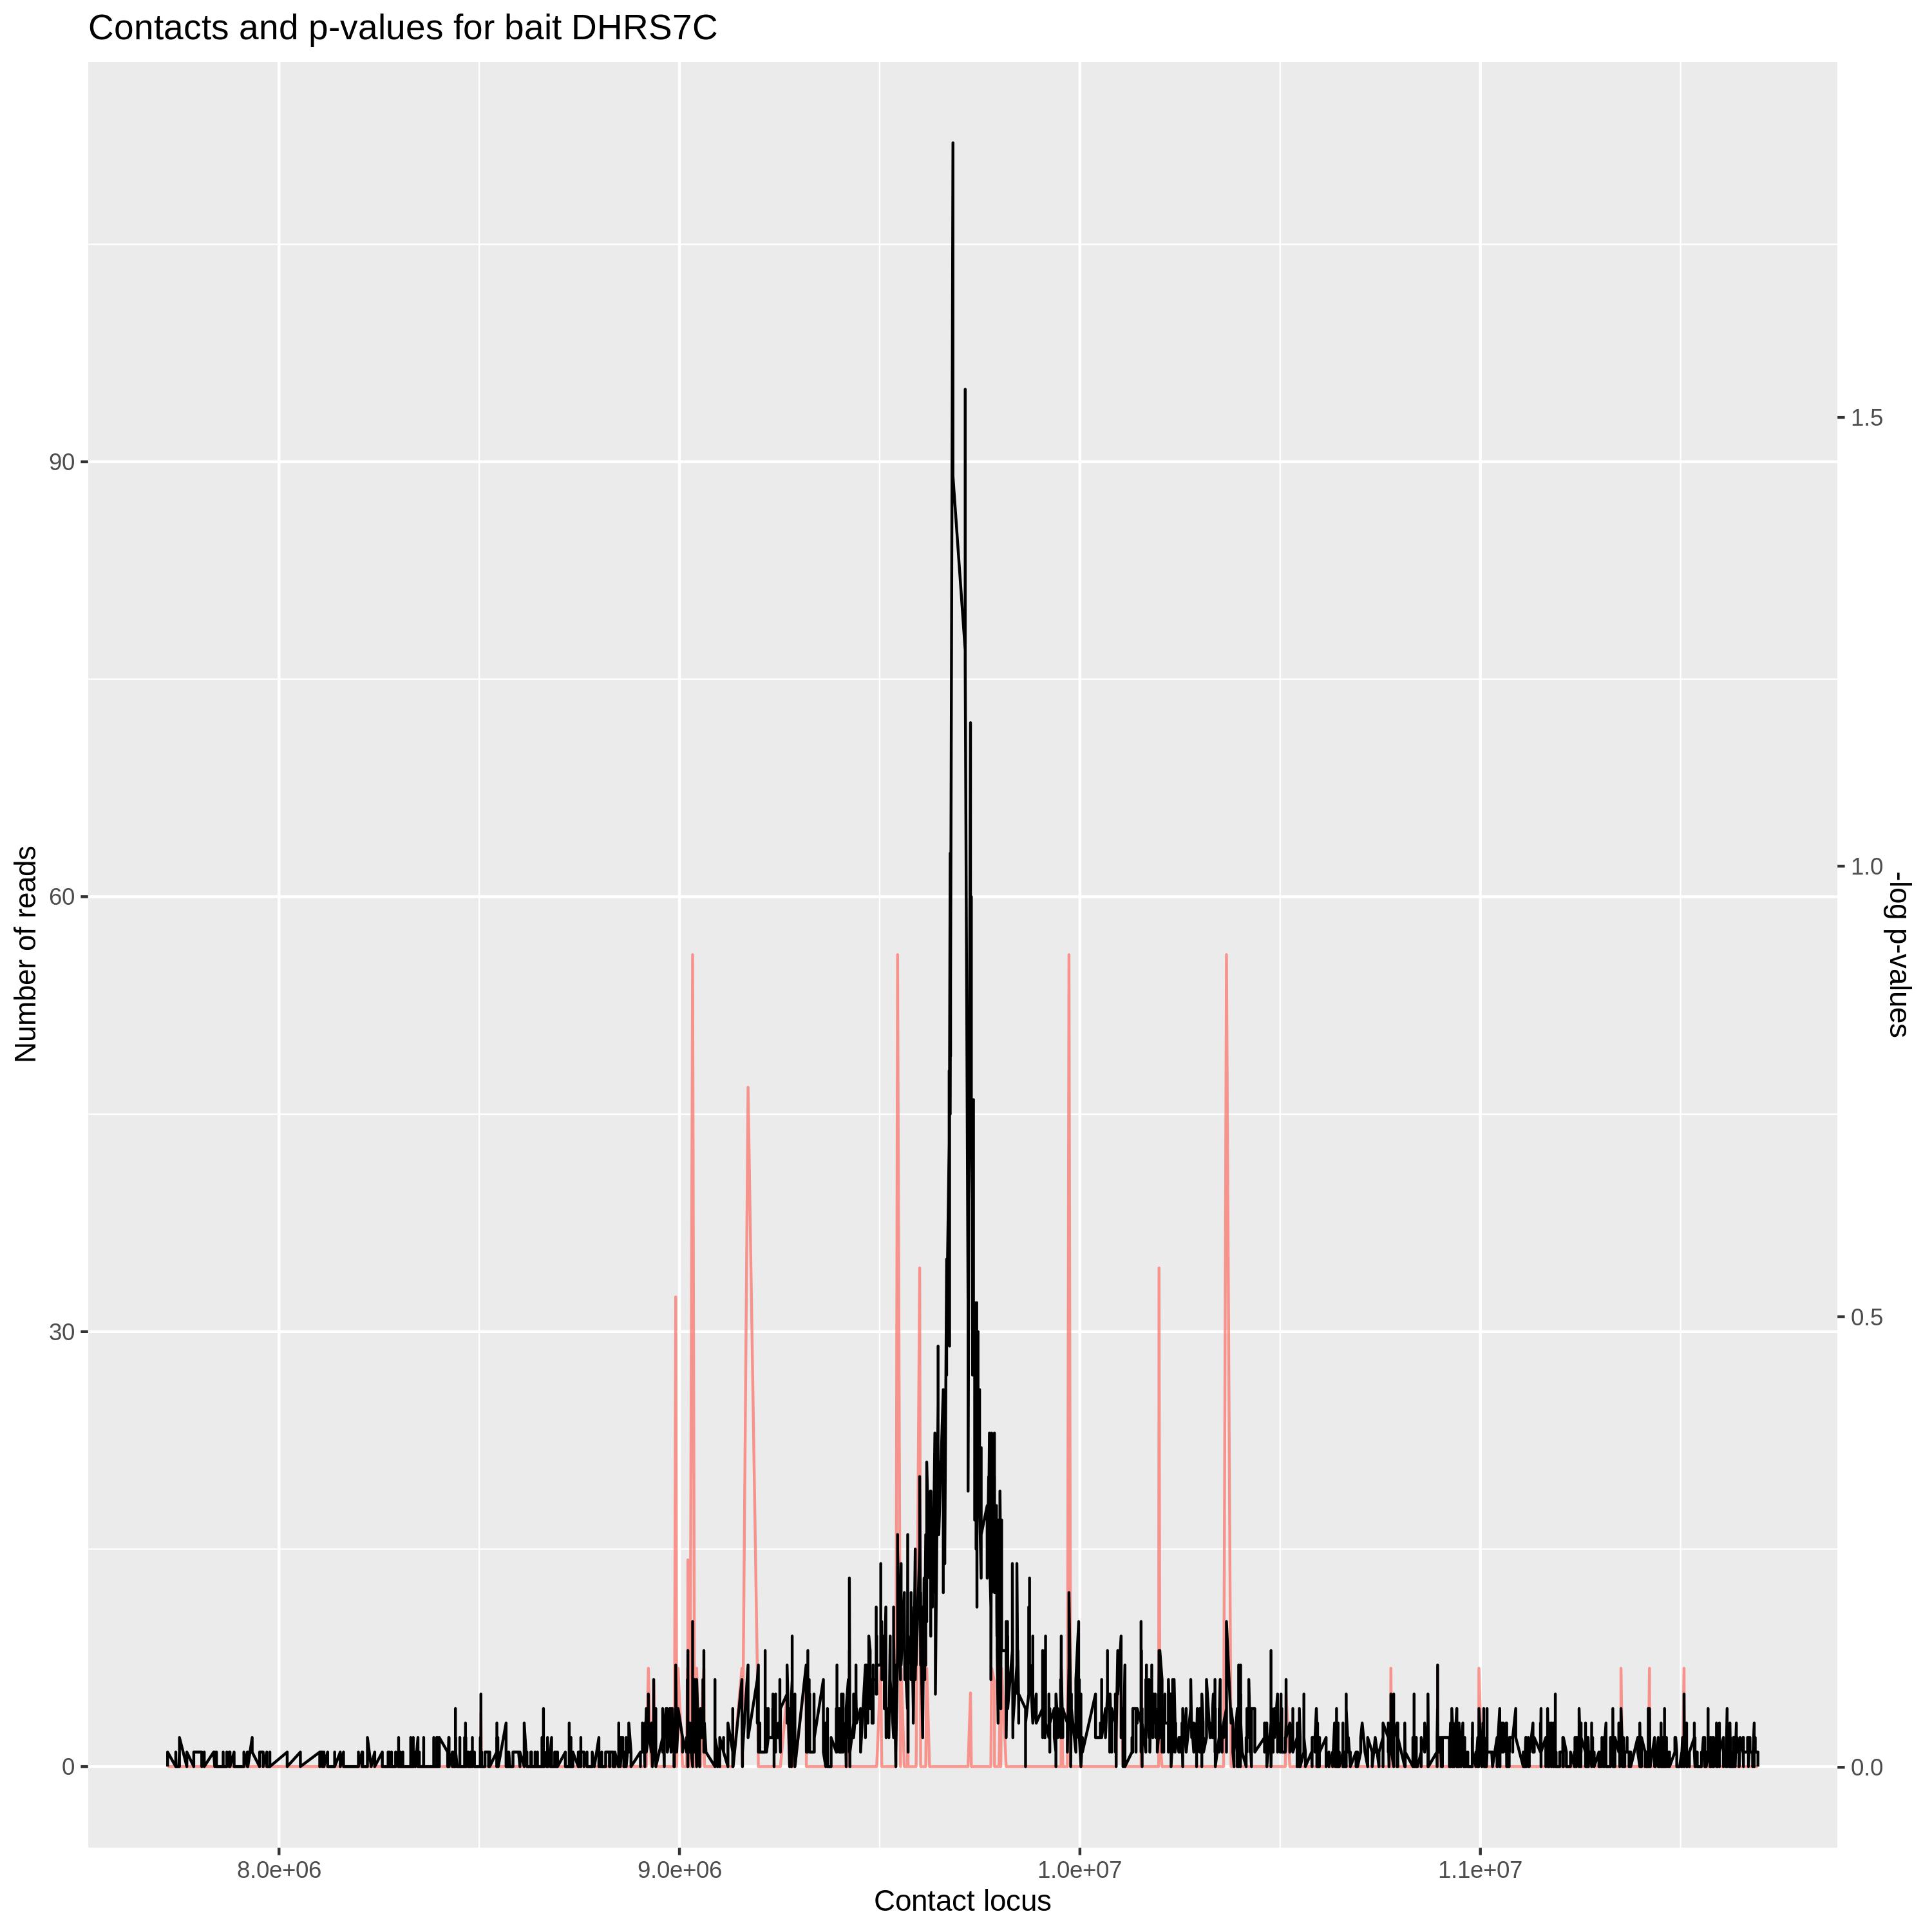 Contacts and p-values for bait DHRS7C
90
60
30
0
Number of reads
1.5
1.0
0.5
0.0
-log p-values
8.0e+06
9.0e+06
1.0e+07
1.1e+07
Contact locus